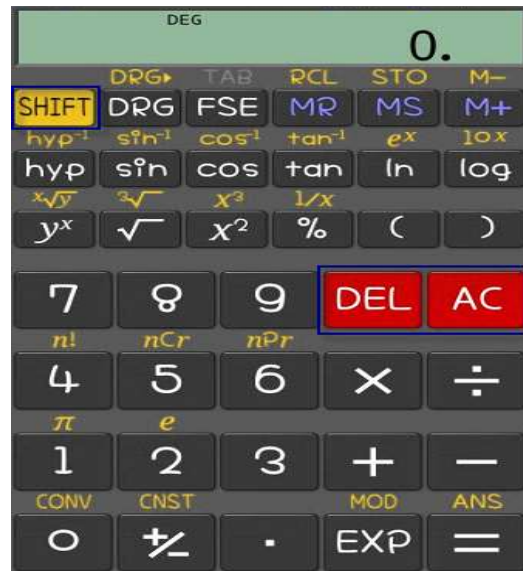 DEG
0.
DRG▸ TAB RCL STO M−
SHIFT DRG FSE MR MS M+
hyp⁻¹ sin⁻¹ cos⁻¹ tan⁻¹ eˣ 10x
hyp sin cos tan ln log
ˣ√y ³√ x³ 1/x
yˣ √ x² % ( )
7 8 9 DEL AC
n! nCr nPr
4 5 6 × ÷
π e
1 2 3 + −
CONV CNST MOD ANS
0 +/− . EXP =